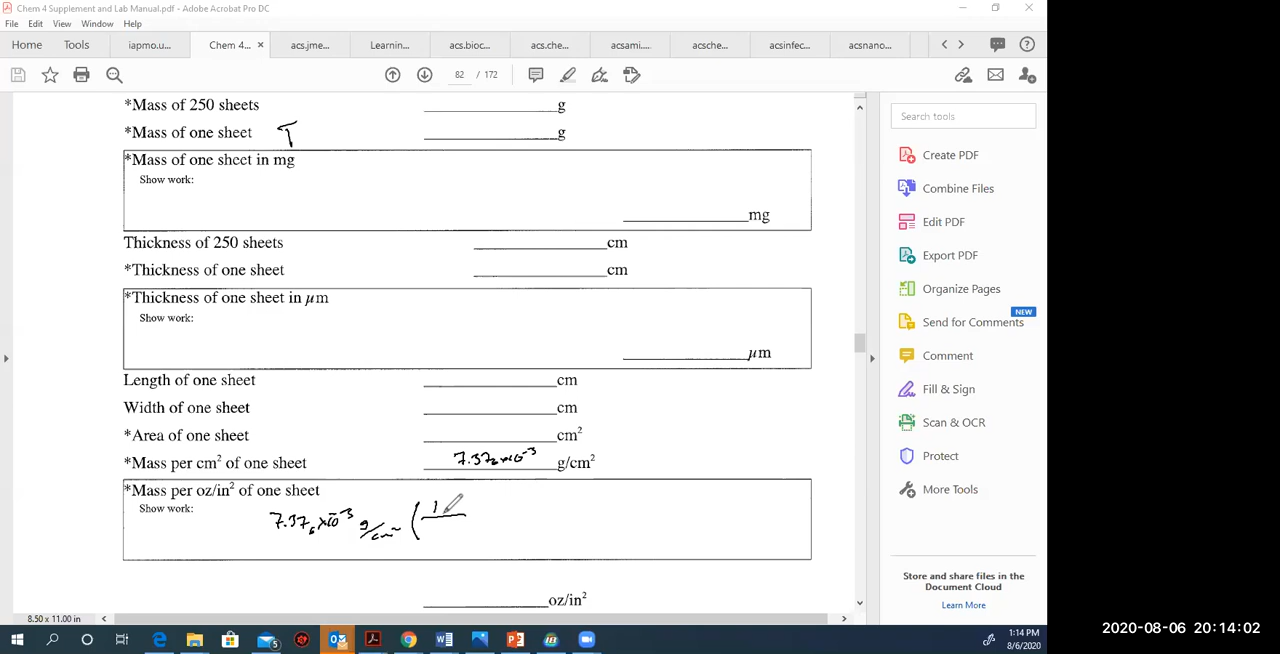 Chem 4 Supplement and Lab Manual.pdf - Adobe Acrobat Pro DC
File Edit View Window Help
Home Tools iapmo.u... Chem 4... × acs.jme... Learnin... acs.bioc... acs.che... acsami.... acsche... acsinfec... acsnano...
82 / 172
*Mass of 250 sheets g
*Mass of one sheet g
*Mass of one sheet in mg
Show work:
mg
Thickness of 250 sheets cm
*Thickness of one sheet cm
*Thickness of one sheet in µm
Show work:
µm
Length of one sheet cm
Width of one sheet cm
*Area of one sheet cm²
*Mass per cm² of one sheet g/cm²
*Mass per oz/in² of one sheet
Show work: 7.37₆ ×10⁻³ g/cm² ( 1
oz/in²
8.50 x 11.00 in
Search tools
Create PDF
Combine Files
Edit PDF
Export PDF
Organize Pages
NEW
Send for Comments
Comment
Fill & Sign
Scan & OCR
Protect
More Tools
Store and share files in the
Document Cloud
Learn More
1:14 PM
8/6/2020
2020-08-06 20:14:02